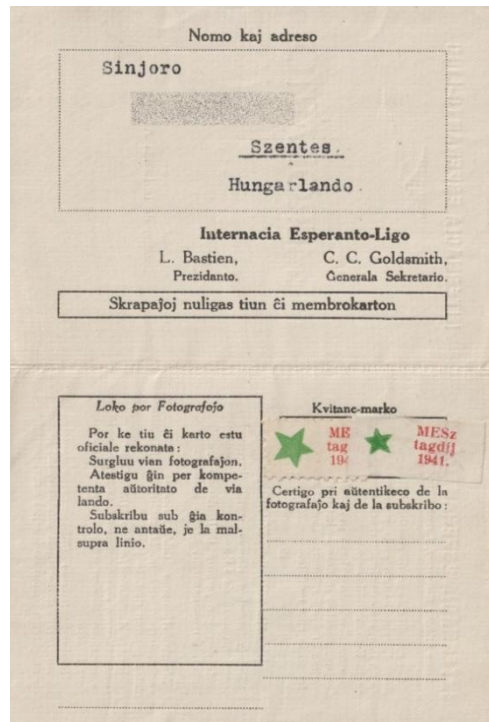 Nomo kaj adreso
Sinjoro
Szentes.
Hungarlando.
Internacia Esperanto-Ligo
L. Bastien,
C. C. Goldsmith,
Prezidanto.
Ĝenerala Sekretario.
Skrapaĵoj nuligas tiun ĉi membrokarton
Loko por Fotografoĵo
Por ke tiu ĉi karto estu
oficiale rekonata:
Surgluu vian fotografaĵon.
Atestigu ĝin per kompe-
tenta aŭtoritato de via
lando.
Subskribu sub ĝia kon-
trolo, ne antaŭe, je la mal-
supra linio.
Kvitanc-marko
ME
tag
194
MESz
tagdíj
1941.
Certigo pri aŭtentikeco de la
fotografaĵo kaj de la subskribo: